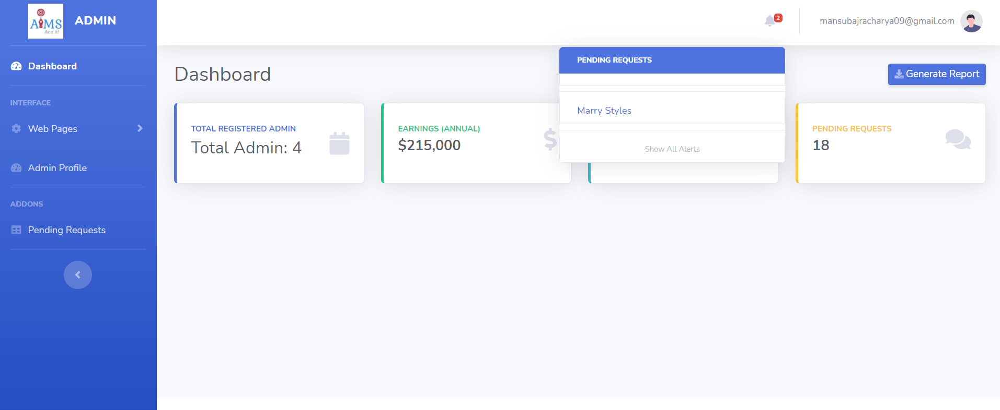 AIMS
Ace it!
ADMIN
2
mansubajracharya09@gmail.com
Dashboard
INTERFACE
Web Pages
Admin Profile
ADDONS
Pending Requests
Dashboard
PENDING REQUESTS
Marry Styles
Show All Alerts
Generate Report
TOTAL REGISTERED ADMIN
Total Admin: 4
EARNINGS (ANNUAL)
$215,000
$
PENDING REQUESTS
18